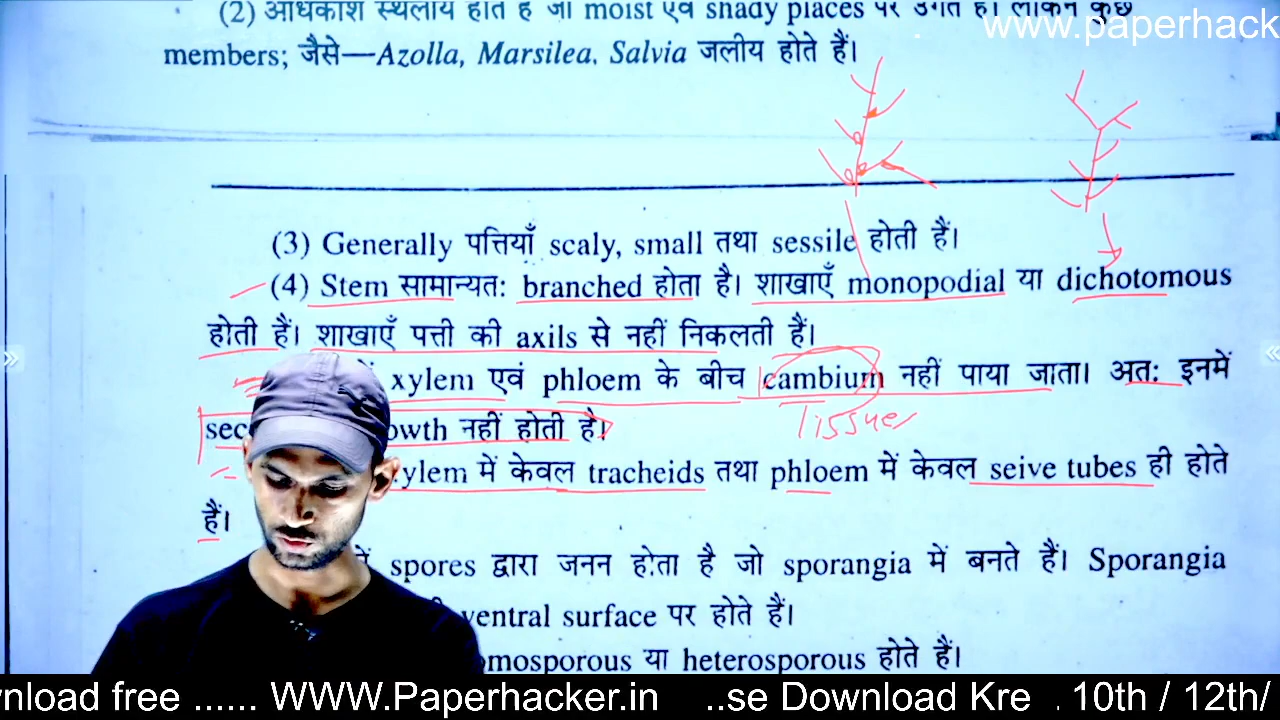 (2) अधिकांश स्थलीय होते हैं जो moist एवं shady places पर उगते हैं। लेकिन कुछ
www.paperhack
members; जैसे—Azolla, Marsilea, Salvia जलीय होते हैं।
(3) Generally पत्तियाँ scaly, small तथा sessile होती हैं।
(4) Stem सामान्यत: branched होता है। शाखाएँ monopodial या dichotomous
होती हैं। शाखाएँ पत्ती की axils से नहीं निकलती हैं।
xylem एवं phloem के बीच cambium नहीं पाया जाता। अत: इनमें
sec owth नहीं होती है।
Tissues
xylem में केवल tracheids तथा phloem में केवल seive tubes ही होते
हैं।
में spores द्वारा जनन होता है जो sporangia में बनते हैं। Sporangia
ventral surface पर होते हैं।
omosporous या heterosporous होते हैं।
wnload free ...... WWW.Paperhacker.in ..se Download Kre . 10th / 12th/